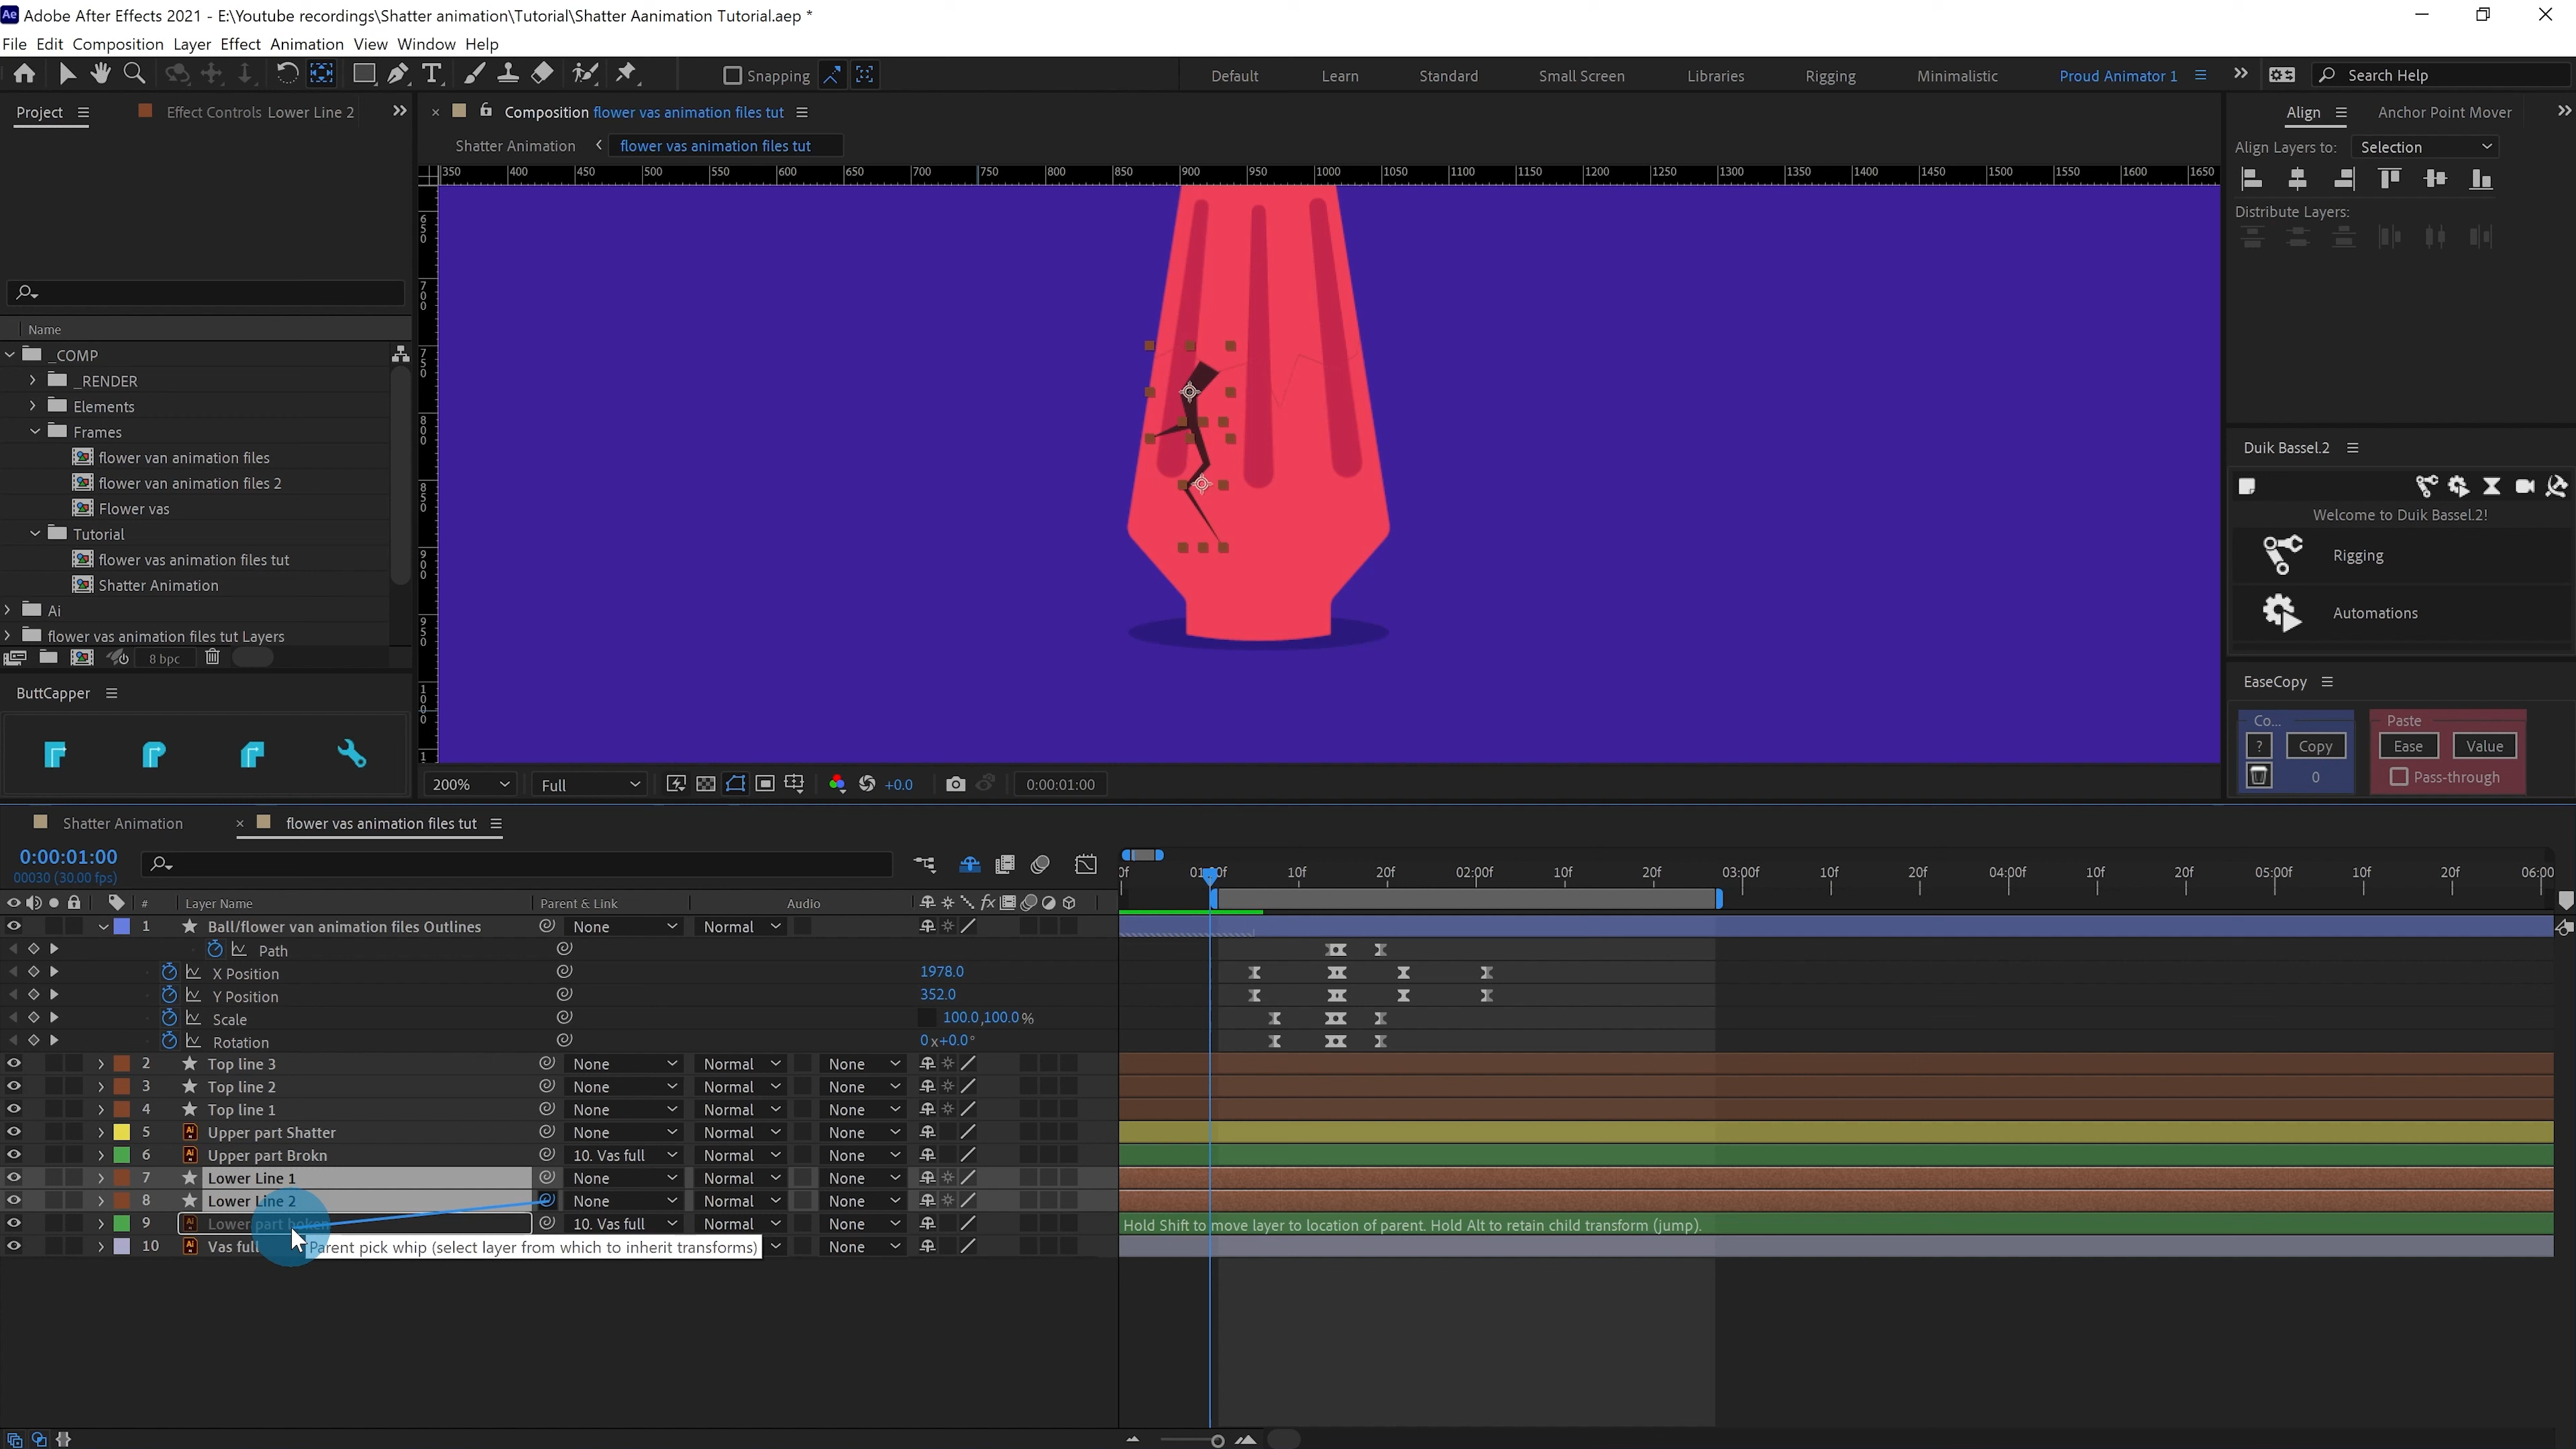 Adobe After Effects 2021 - E:\Youtube recordings\Shatter animation\Tutorial\Shatter Aanimation Tutorial.aep *
File Edit Composition Layer Effect Animation View Window Help
Snapping
Default Learn Standard Small Screen Libraries Rigging Minimalistic Proud Animator 1 Search Help
Project Effect Controls Lower Line 2
Composition flower vas animation files tut
Shatter Animation flower vas animation files tut
350 400 450 500 550 600 650 700 750 800 850 900 950 1000 1050 1100 1150 1200 1250 1300 1350 1400 1450 1500 1550 1600 1650
650
700
750
800
850
900
950
1000
Name
_COMP
_RENDER
Elements
Frames
flower van animation files
flower van animation files 2
Flower vas
Tutorial
flower vas animation files tut
Shatter Animation
Ai
flower vas animation files tut Layers
8 bpc
ButtCapper
200% Full +0.0 0:00:01:00
Align Anchor Point Mover
Align Layers to: Selection
Distribute Layers:
Duik Bassel.2
Welcome to Duik Bassel.2!
Rigging
Automations
EaseCopy
Co... Paste
? Copy Ease Value
0 Pass-through
Shatter Animation flower vas animation files tut
0:00:01:00
00030 (30.00 fps)
0f 01:00f 10f 20f 02:00f 10f 20f 03:00f 10f 20f 04:00f 10f 20f 05:00f 10f 20f 06:00
# Layer Name Parent & Link Audio
1 Ball/flower van animation files Outlines None Normal
Path
X Position 1978.0
Y Position 352.0
Scale 100.0,100.0%
Rotation 0x+0.0°
2 Top line 3 None Normal None
3 Top line 2 None Normal None
4 Top line 1 None Normal None
5 Upper part Shatter None Normal None
6 Upper part Brokn 10. Vas full Normal None
7 Lower Line 1 None Normal None
8 Lower Line 2 None Normal None
9 Lower part boken 10. Vas full Normal None Hold Shift to move layer to location of parent. Hold Alt to retain child transform (jump).
10 Vas full Parent pick whip (select layer from which to inherit transforms) None